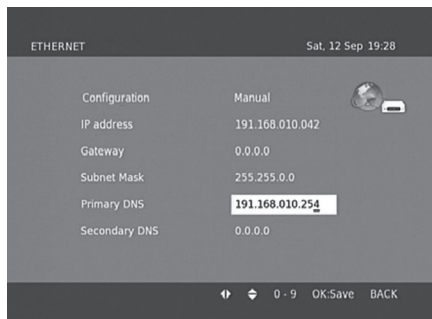 ETHERNET Sat, 12 Sep 19:28
Configuration Manual
IP address 191.168.010.042
Gateway 0.0.0.0
Subnet Mask 255.255.0.0
Primary DNS 191.168.010.254
Secondary DNS 0.0.0.0
0 - 9 OK:Save BACK